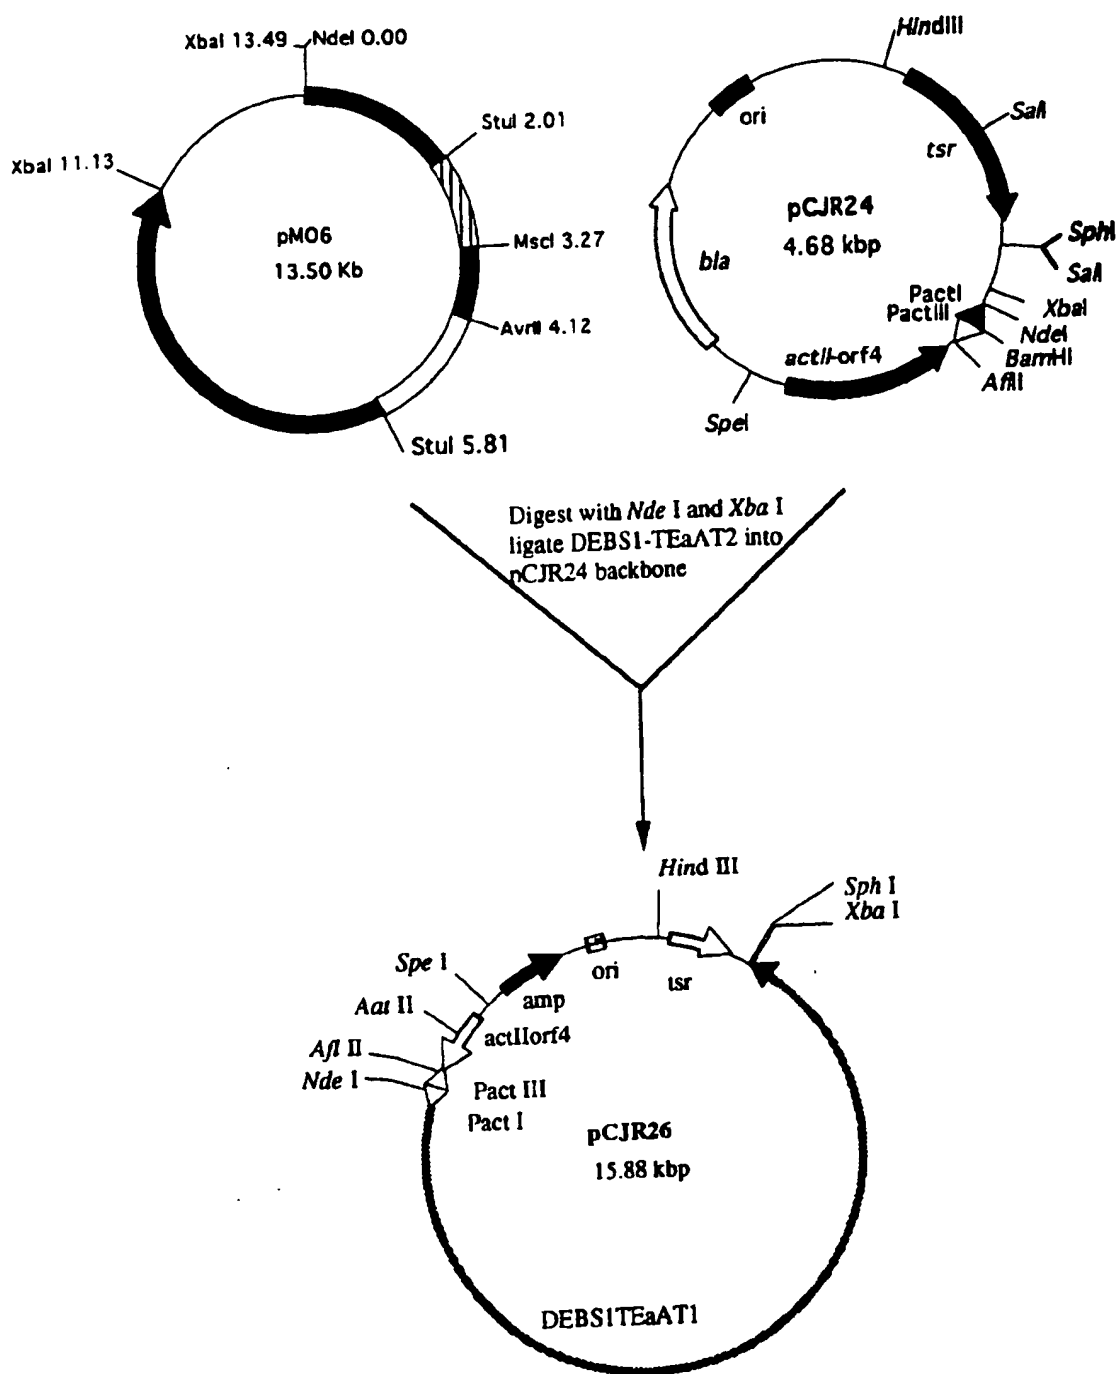 XbaI 13.49
NdeI 0.00
StuI 2.01
XbaI 11.13
pMO6
13.50 Kb
MscI 3.27
AvrII 4.12
StuI 5.81
HindIII
ori
SalI
tsr
pCJR24
4.68 kbp
bla
SphI
SalI
PactI
PactIII
XbaI
NdeI
BamHI
AflII
actII-orf4
SpeI
Digest with Nde I and Xba I
ligate DEBS1-TEaAT2 into
pCJR24 backbone
Hind III
Sph I
Xba I
Spe I
ori
tsr
amp
Aat II
actIIorf4
Afl II
Nde I
Pact III
Pact I
pCJR26
15.88 kbp
DEBS1TEaAT1